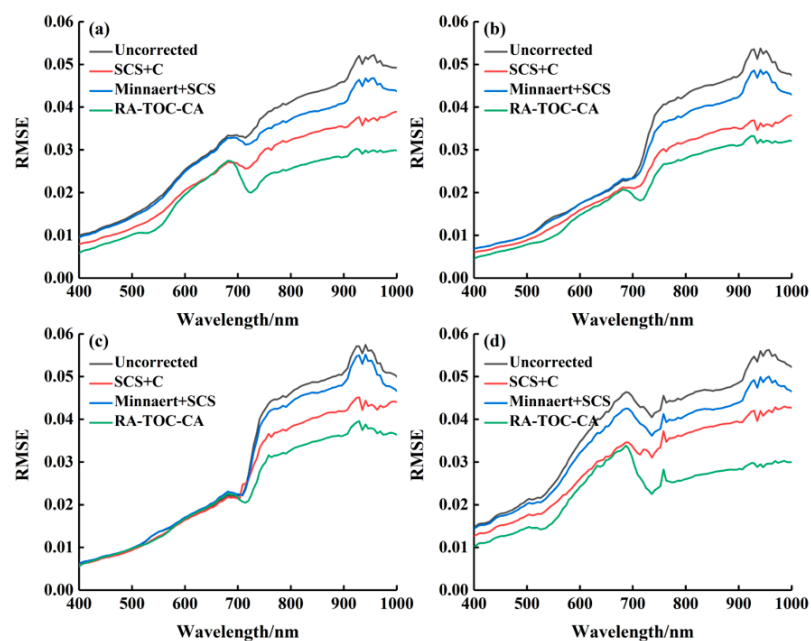 (a)
Uncorrected
SCS+C
Minnaert+SCS
RA-TOC-CA
RMSE
0.06
0.05
0.04
0.03
0.02
0.01
0.00
400 500 600 700 800 900 1000
Wavelength/nm
(b)
Uncorrected
SCS+C
Minnaert+SCS
RA-TOC-CA
RMSE
0.06
0.05
0.04
0.03
0.02
0.01
0.00
400 500 600 700 800 900 1000
Wavelength/nm
(c)
Uncorrected
SCS+C
Minnaert+SCS
RA-TOC-CA
RMSE
0.06
0.05
0.04
0.03
0.02
0.01
0.00
400 500 600 700 800 900 1000
Wavelength/nm
(d)
Uncorrected
SCS+C
Minnaert+SCS
RA-TOC-CA
RMSE
0.06
0.05
0.04
0.03
0.02
0.01
0.00
400 500 600 700 800 900 1000
Wavelength/nm